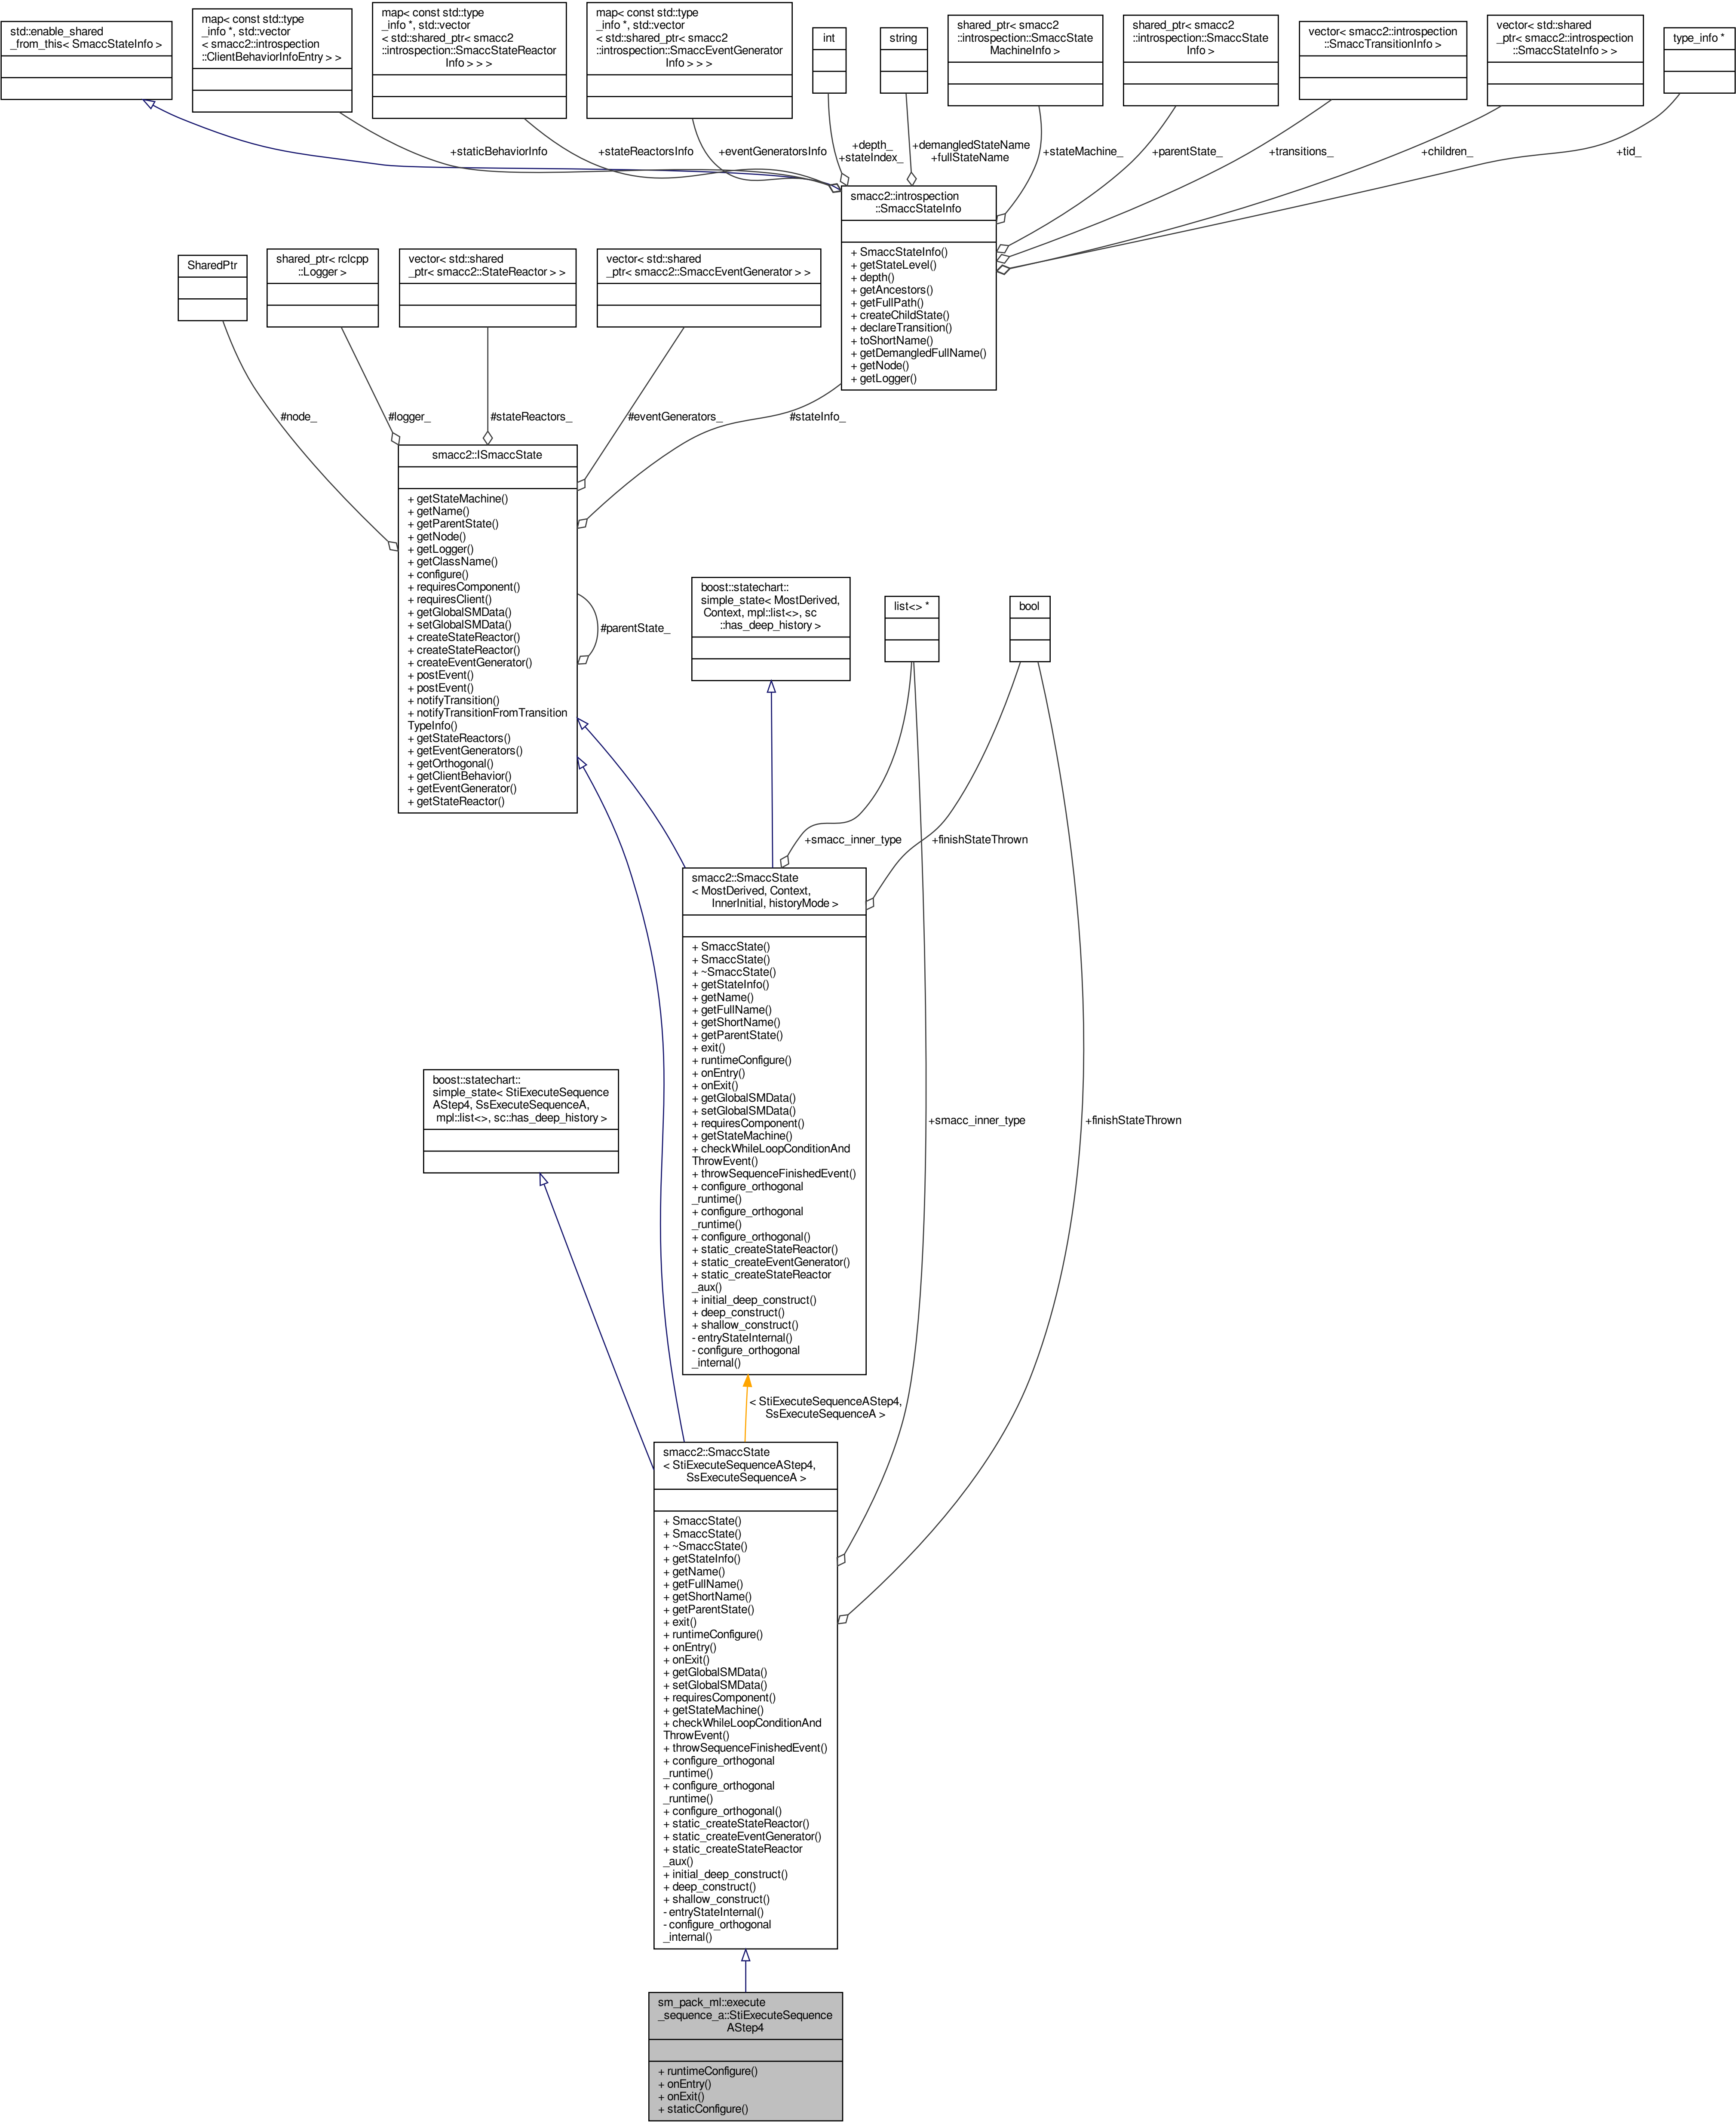 std::enable_shared
_from_this< SmaccStateInfo >
map< const std::type
_info *, std::vector
< smacc2::introspection
::ClientBehaviorInfoEntry > >
map< const std::type
_info *, std::vector
< std::shared_ptr< smacc2
::introspection::SmaccStateReactor
Info > > >
map< const std::type
_info *, std::vector
< std::shared_ptr< smacc2
::introspection::SmaccEventGenerator
Info > > >
int
string
shared_ptr< smacc2
::introspection::SmaccState
MachineInfo >
shared_ptr< smacc2
::introspection::SmaccState
Info >
vector< smacc2::introspection
::SmaccTransitionInfo >
vector< std::shared
_ptr< smacc2::introspection
::SmaccStateInfo > >
type_info *
+staticBehaviorInfo
+stateReactorsInfo
+eventGeneratorsInfo
+depth_
+stateIndex_
+demangledStateName
+fullStateName
+stateMachine_
+parentState_
+transitions_
+children_
+tid_
smacc2::introspection
::SmaccStateInfo
+ SmaccStateInfo()
+ getStateLevel()
+ depth()
+ getAncestors()
+ getFullPath()
+ createChildState()
+ declareTransition()
+ toShortName()
+ getDemangledFullName()
+ getNode()
+ getLogger()
SharedPtr
shared_ptr< rclcpp
::Logger >
vector< std::shared
_ptr< smacc2::StateReactor > >
vector< std::shared
_ptr< smacc2::SmaccEventGenerator > >
#node_
#logger_
#stateReactors_
#eventGenerators_
#stateInfo_
smacc2::ISmaccState
+ getStateMachine()
+ getName()
+ getParentState()
+ getNode()
+ getLogger()
+ getClassName()
+ configure()
+ requiresComponent()
+ requiresClient()
+ getGlobalSMData()
+ setGlobalSMData()
+ createStateReactor()
+ createStateReactor()
+ createEventGenerator()
+ postEvent()
+ postEvent()
+ notifyTransition()
+ notifyTransitionFromTransition
TypeInfo()
+ getStateReactors()
+ getEventGenerators()
+ getOrthogonal()
+ getClientBehavior()
+ getEventGenerator()
+ getStateReactor()
#parentState_
boost::statechart::
simple_state< MostDerived,
Context, mpl::list<>, sc
::has_deep_history >
list<> *
bool
+smacc_inner_type
+finishStateThrown
smacc2::SmaccState
< MostDerived, Context,
InnerInitial, historyMode >
+ SmaccState()
+ SmaccState()
+ ~SmaccState()
+ getStateInfo()
+ getName()
+ getFullName()
+ getShortName()
+ getParentState()
+ exit()
+ runtimeConfigure()
+ onEntry()
+ onExit()
+ getGlobalSMData()
+ setGlobalSMData()
+ requiresComponent()
+ getStateMachine()
+ checkWhileLoopConditionAnd
ThrowEvent()
+ throwSequenceFinishedEvent()
+ configure_orthogonal
_runtime()
+ configure_orthogonal
_runtime()
+ configure_orthogonal()
+ static_createStateReactor()
+ static_createEventGenerator()
+ static_createStateReactor
_aux()
+ initial_deep_construct()
+ deep_construct()
+ shallow_construct()
- entryStateInternal()
- configure_orthogonal
_internal()
boost::statechart::
simple_state< StiExecuteSequence
AStep4, SsExecuteSequenceA,
mpl::list<>, sc::has_deep_history >
+smacc_inner_type
+finishStateThrown
< StiExecuteSequenceAStep4,
SsExecuteSequenceA >
smacc2::SmaccState
< StiExecuteSequenceAStep4,
SsExecuteSequenceA >
+ SmaccState()
+ SmaccState()
+ ~SmaccState()
+ getStateInfo()
+ getName()
+ getFullName()
+ getShortName()
+ getParentState()
+ exit()
+ runtimeConfigure()
+ onEntry()
+ onExit()
+ getGlobalSMData()
+ setGlobalSMData()
+ requiresComponent()
+ getStateMachine()
+ checkWhileLoopConditionAnd
ThrowEvent()
+ throwSequenceFinishedEvent()
+ configure_orthogonal
_runtime()
+ configure_orthogonal
_runtime()
+ configure_orthogonal()
+ static_createStateReactor()
+ static_createEventGenerator()
+ static_createStateReactor
_aux()
+ initial_deep_construct()
+ deep_construct()
+ shallow_construct()
- entryStateInternal()
- configure_orthogonal
_internal()
sm_pack_ml::execute
_sequence_a::StiExecuteSequence
AStep4
+ runtimeConfigure()
+ onEntry()
+ onExit()
+ staticConfigure()